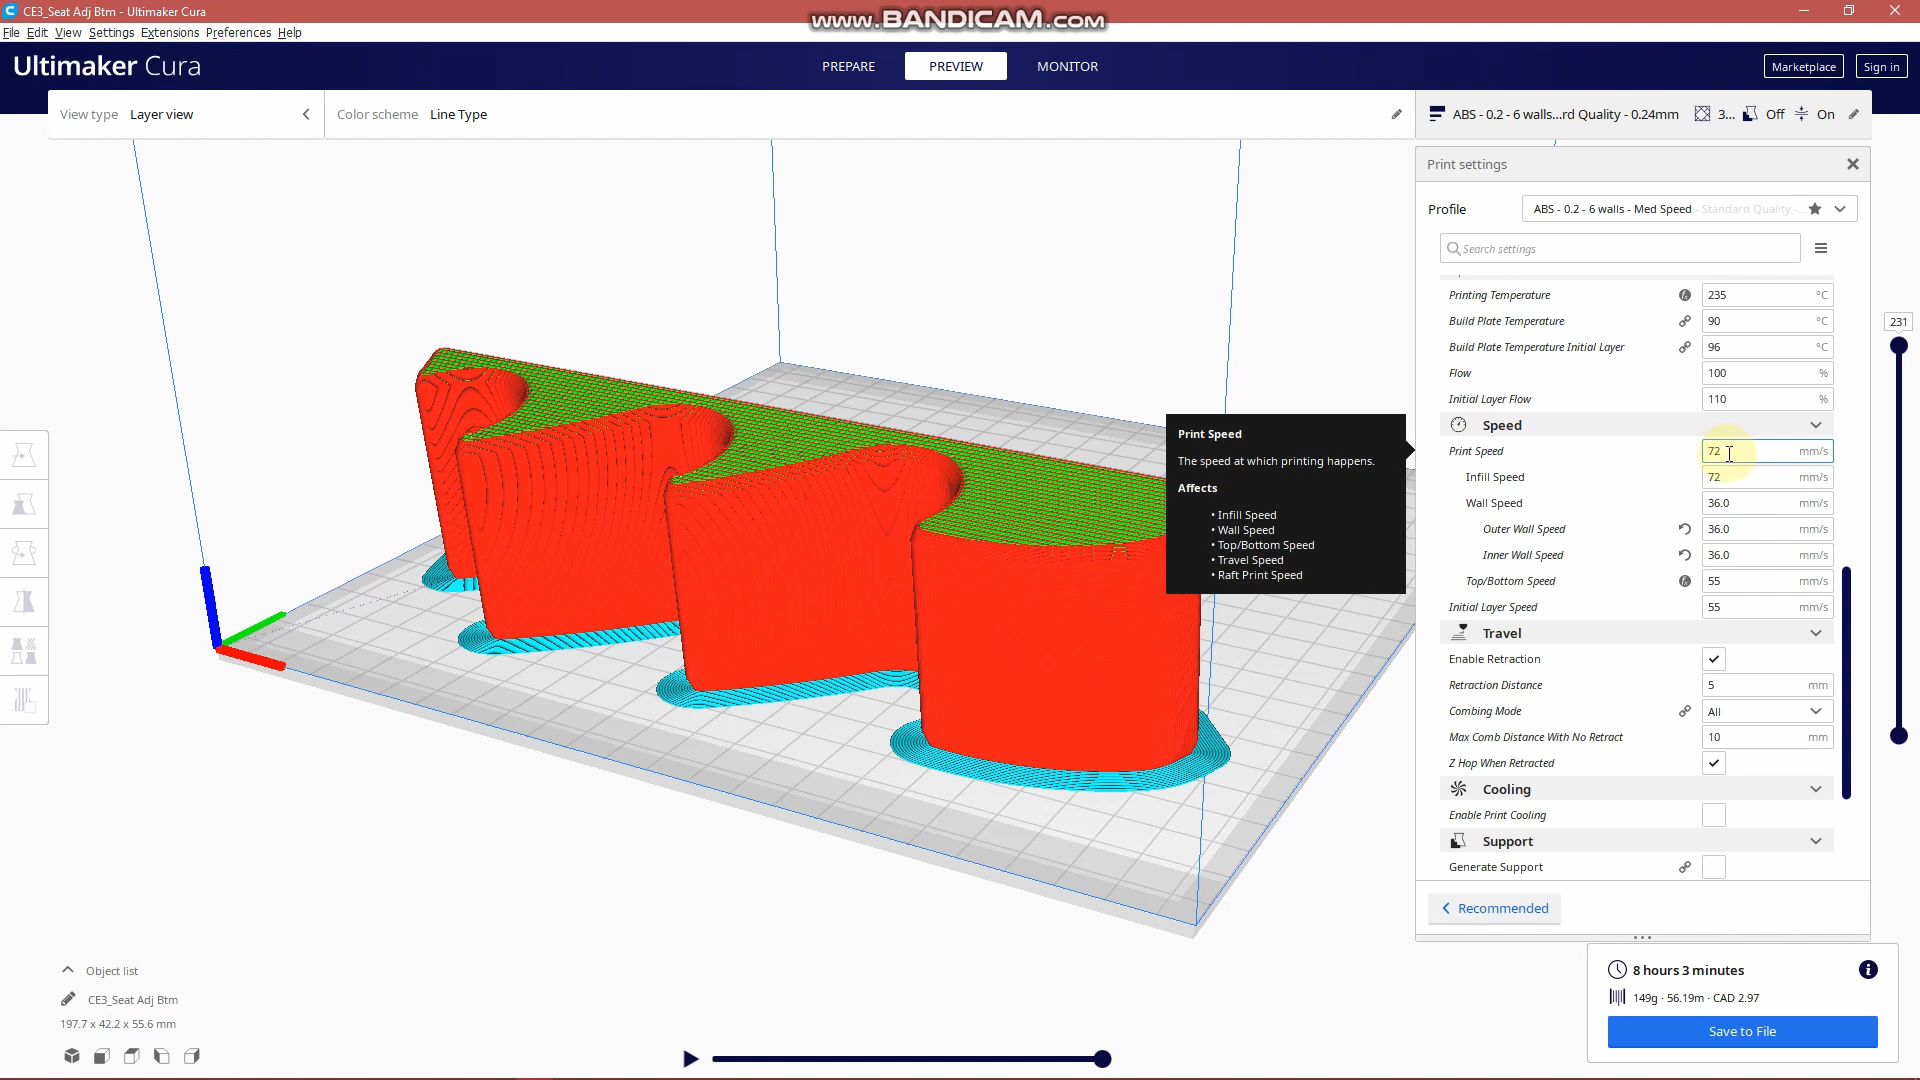 CE3_Seat Adj Btm - Ultimaker Cura
www.BANDICAM.com
File Edit View Settings Extensions Preferences Help
Ultimaker Cura
PREPARE
PREVIEW
MONITOR
Marketplace
Sign in
View type Layer view
Color scheme Line Type
ABS - 0.2 - 6 walls...rd Quality - 0.24mm 3... Off On
Print settings
Profile ABS - 0.2 - 6 walls - Med Speed - Standard Quality -...
Search settings
Printing Temperature 235 °C
Build Plate Temperature 90 °C
Build Plate Temperature Initial Layer 96 °C
Flow 100 %
Initial Layer Flow 110 %
Speed
Print Speed 72 mm/s
Infill Speed 72 mm/s
Wall Speed 36.0 mm/s
Outer Wall Speed 36.0 mm/s
Inner Wall Speed 36.0 mm/s
Top/Bottom Speed 55 mm/s
Initial Layer Speed 55 mm/s
Travel
Enable Retraction
Retraction Distance 5 mm
Combing Mode All
Max Comb Distance With No Retract 10 mm
Z Hop When Retracted
Cooling
Enable Print Cooling
Support
Generate Support
Recommended
231
Print Speed
The speed at which printing happens.
Affects
• Infill Speed
• Wall Speed
• Top/Bottom Speed
• Travel Speed
• Raft Print Speed
Object list
CE3_Seat Adj Btm
197.7 x 42.2 x 55.6 mm
8 hours 3 minutes
149g · 56.19m · CAD 2.97
Save to File